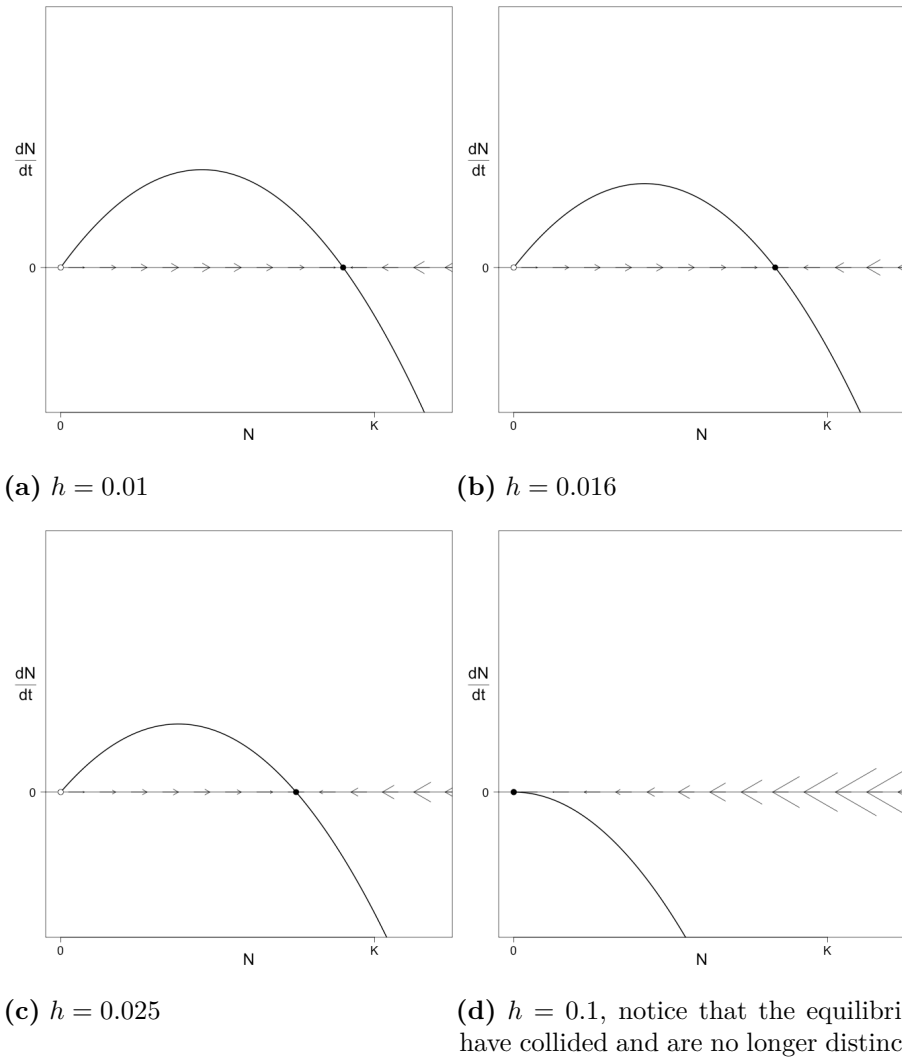 dN
dt
0
0
K
N
(a) h = 0.01
dN
dt
0
0
K
N
(b) h = 0.016
dN
dt
0
0
K
N
(c) h = 0.025
dN
dt
0
0
K
N
(d) h = 0.1, notice that the equilibri
have collided and are no longer distinc